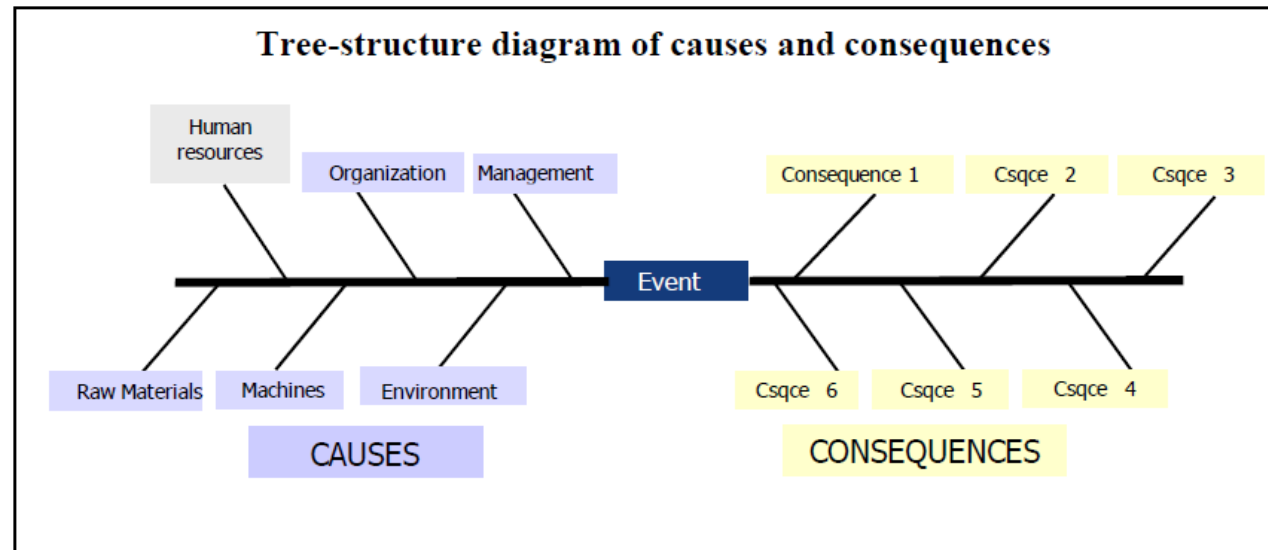 Tree-structure diagram of causes and consequences
Human
resources
Organization
Management
Consequence 1
Csqce 2
Csqce 3
Event
Raw Materials
Machines
Environment
Csqce 6
Csqce 5
Csqce 4
CAUSES
CONSEQUENCES